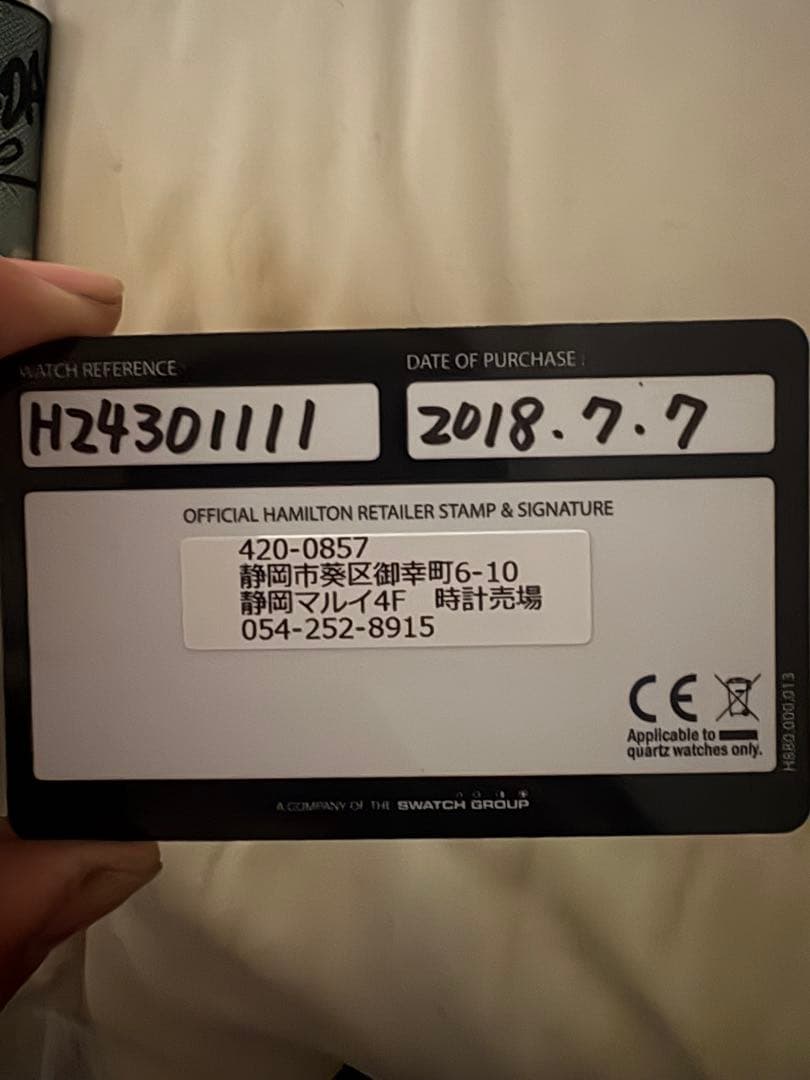 WATCH REFERENCE
DATE OF PURCHASE
H24301111
2018.7.7
OFFICIAL HAMILTON RETAILER STAMP & SIGNATURE
420-0857
静岡市葵区御幸町6-10
静岡マルイ4F 時計売場
054-252-8915
CE
Applicable to
quartz watches only.
H880.000.013
A COMPANY OF THE SWATCH GROUP